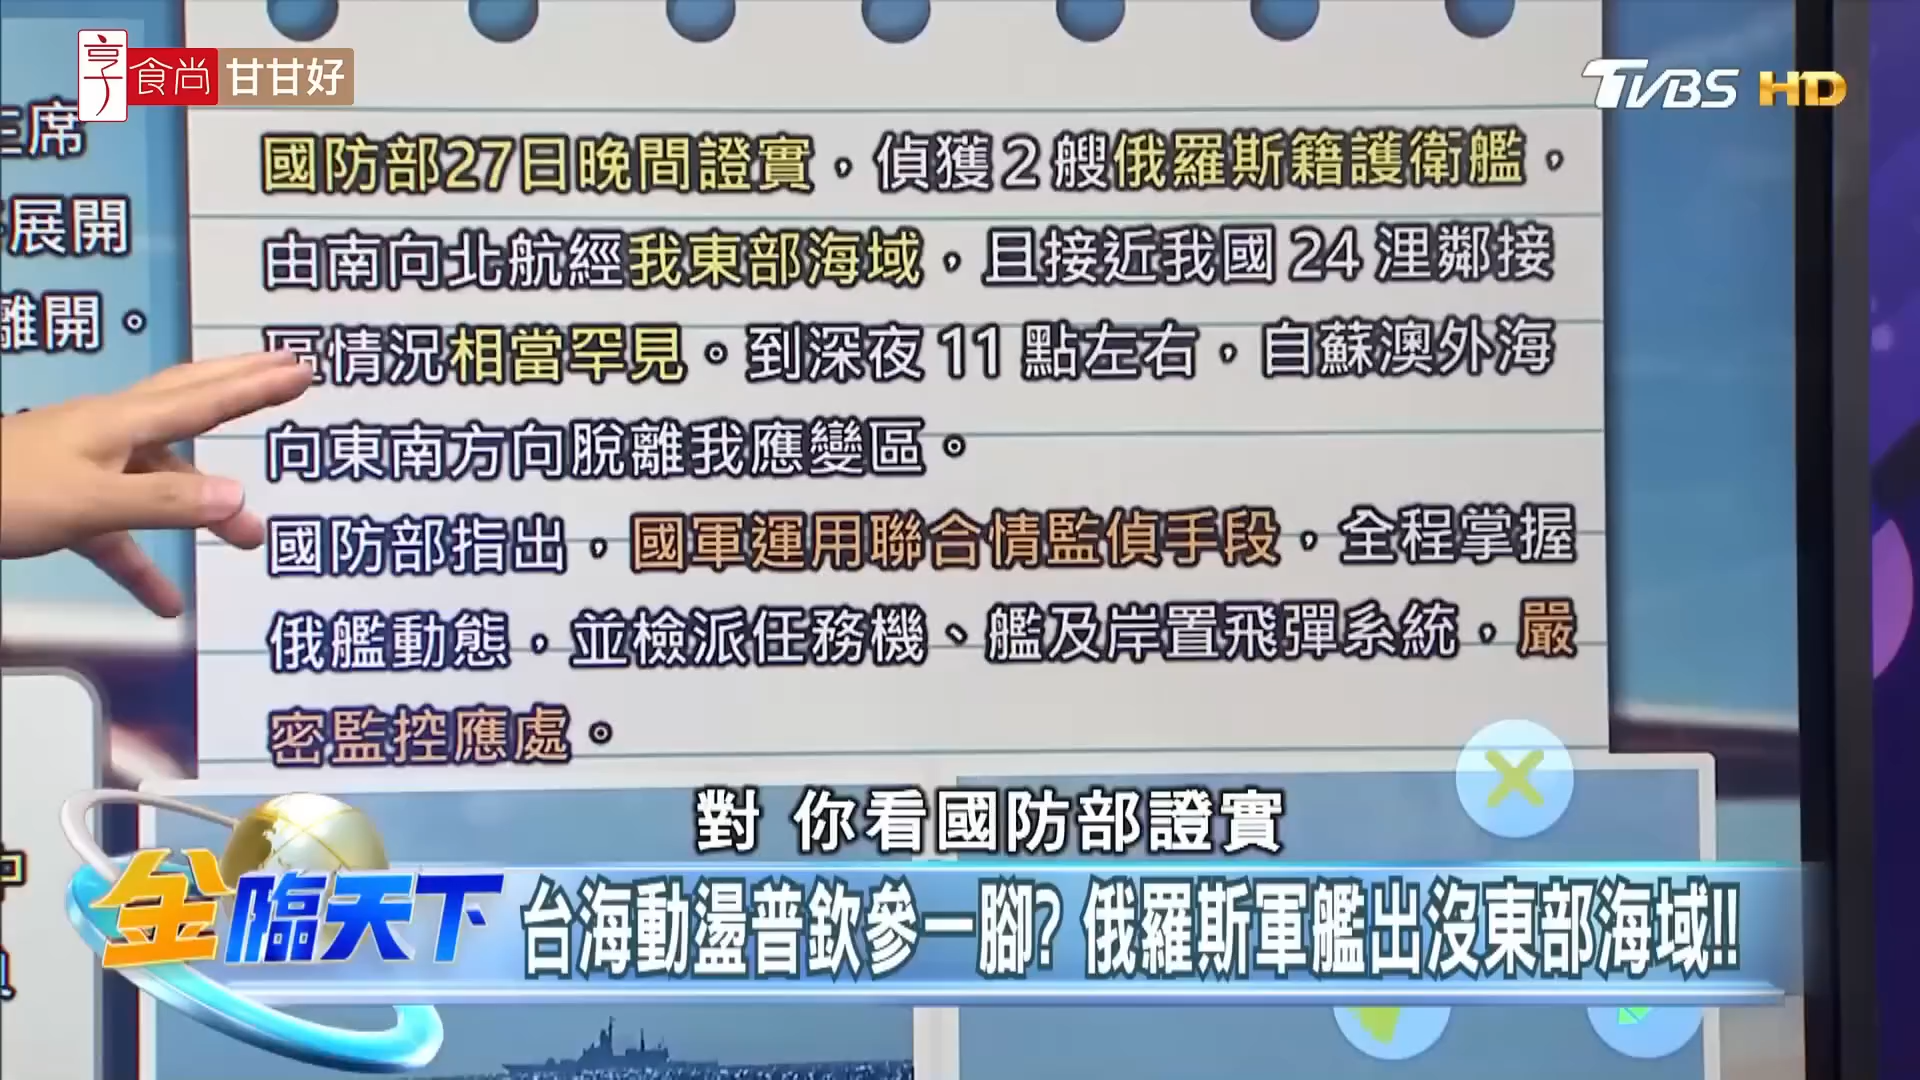 享 食尚 甘甘好
TVBS HD
主席
展開
離開。
國防部27日晚間證實，偵獲2艘俄羅斯籍護衛艦，
由南向北航經我東部海域，且接近我國24浬鄰接
區情況相當罕見。到深夜11點左右，自蘇澳外海
向東南方向脫離我應變區。
國防部指出，國軍運用聯合情監偵手段，全程掌握
俄艦動態，並檢派任務機、艦及岸置飛彈系統，嚴
密監控應處。
對 你看國防部證實
金臨天下
台海動盪普欽參一腳? 俄羅斯軍艦出沒東部海域!!